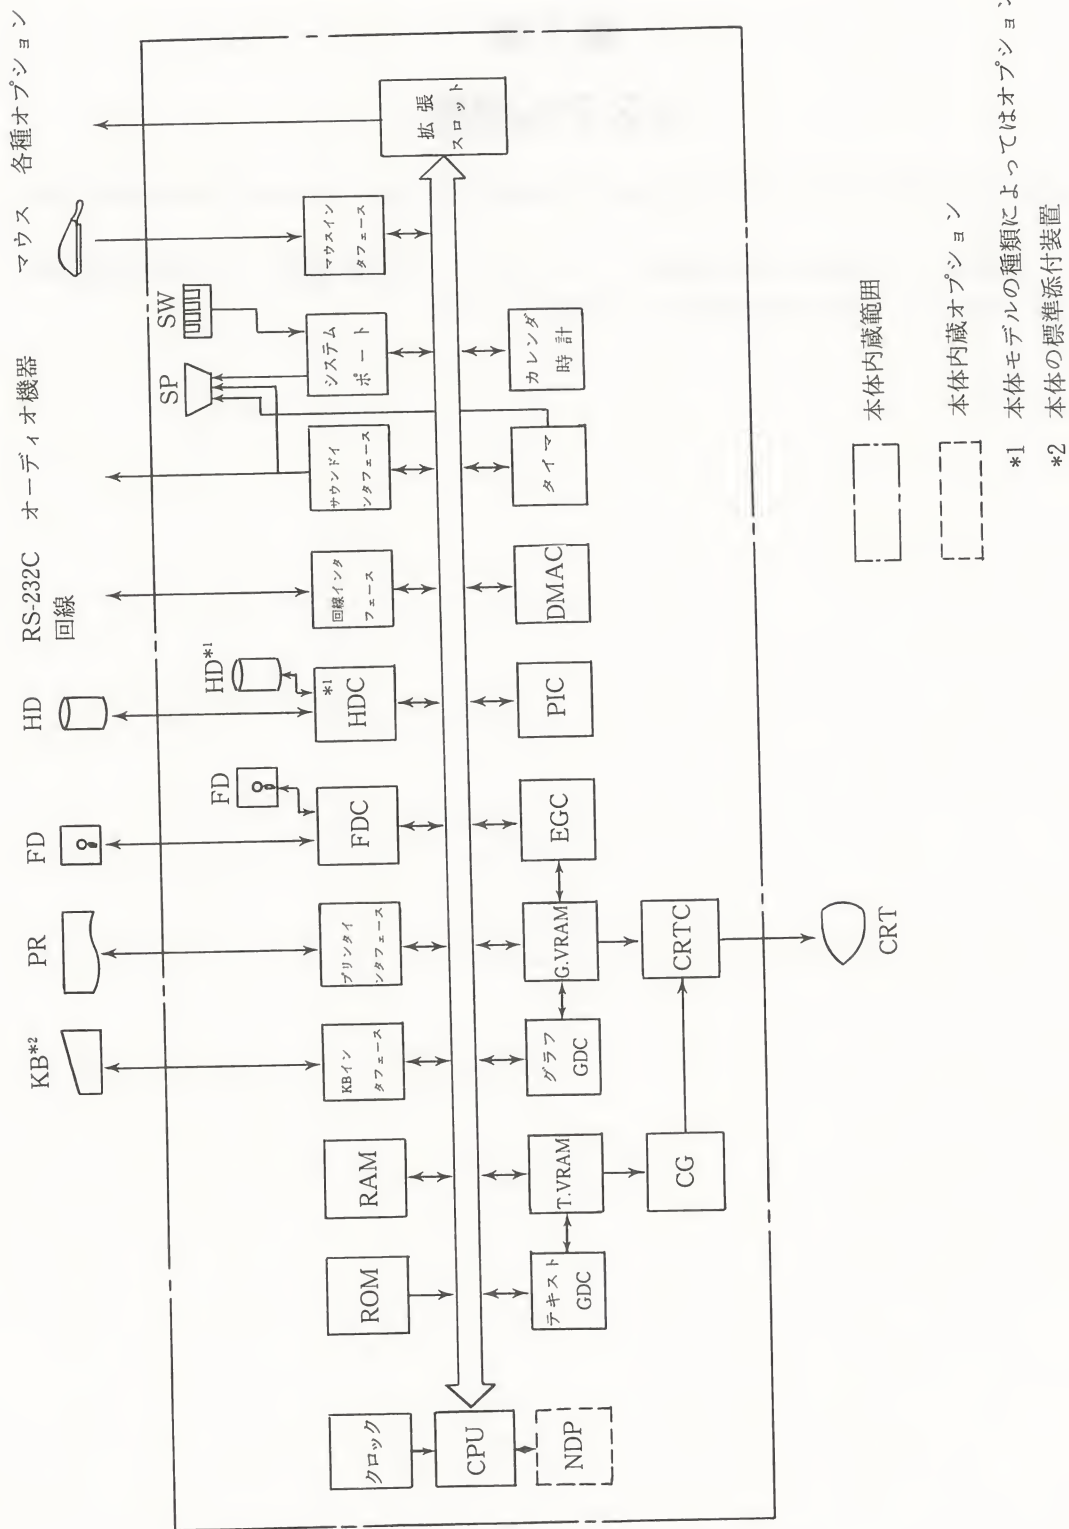 KB*2
PR
FD
HD
RS-232C
回線
オーディオ機器
マウス
各種オプション
FD
HD*1
SP
SW
クロック
ROM
RAM
KBイン
タフェース
プリンタイ
ンタフェース
FDC
*1
HDC
回線インタ
フェース
サウンドイ
ンタフェース
システム
ポート
マウスイン
タフェース
拡張
スロット
CPU
NDP
テキスト
GDC
T.VRAM
グラフ
GDC
G.VRAM
EGC
PIC
DMAC
タイマ
カレンダ
時計
CG
CRTC
CRT
本体内蔵範囲
本体内蔵オプション
*1 本体モデルの種類によってはオプション
*2 本体の標準添付装置